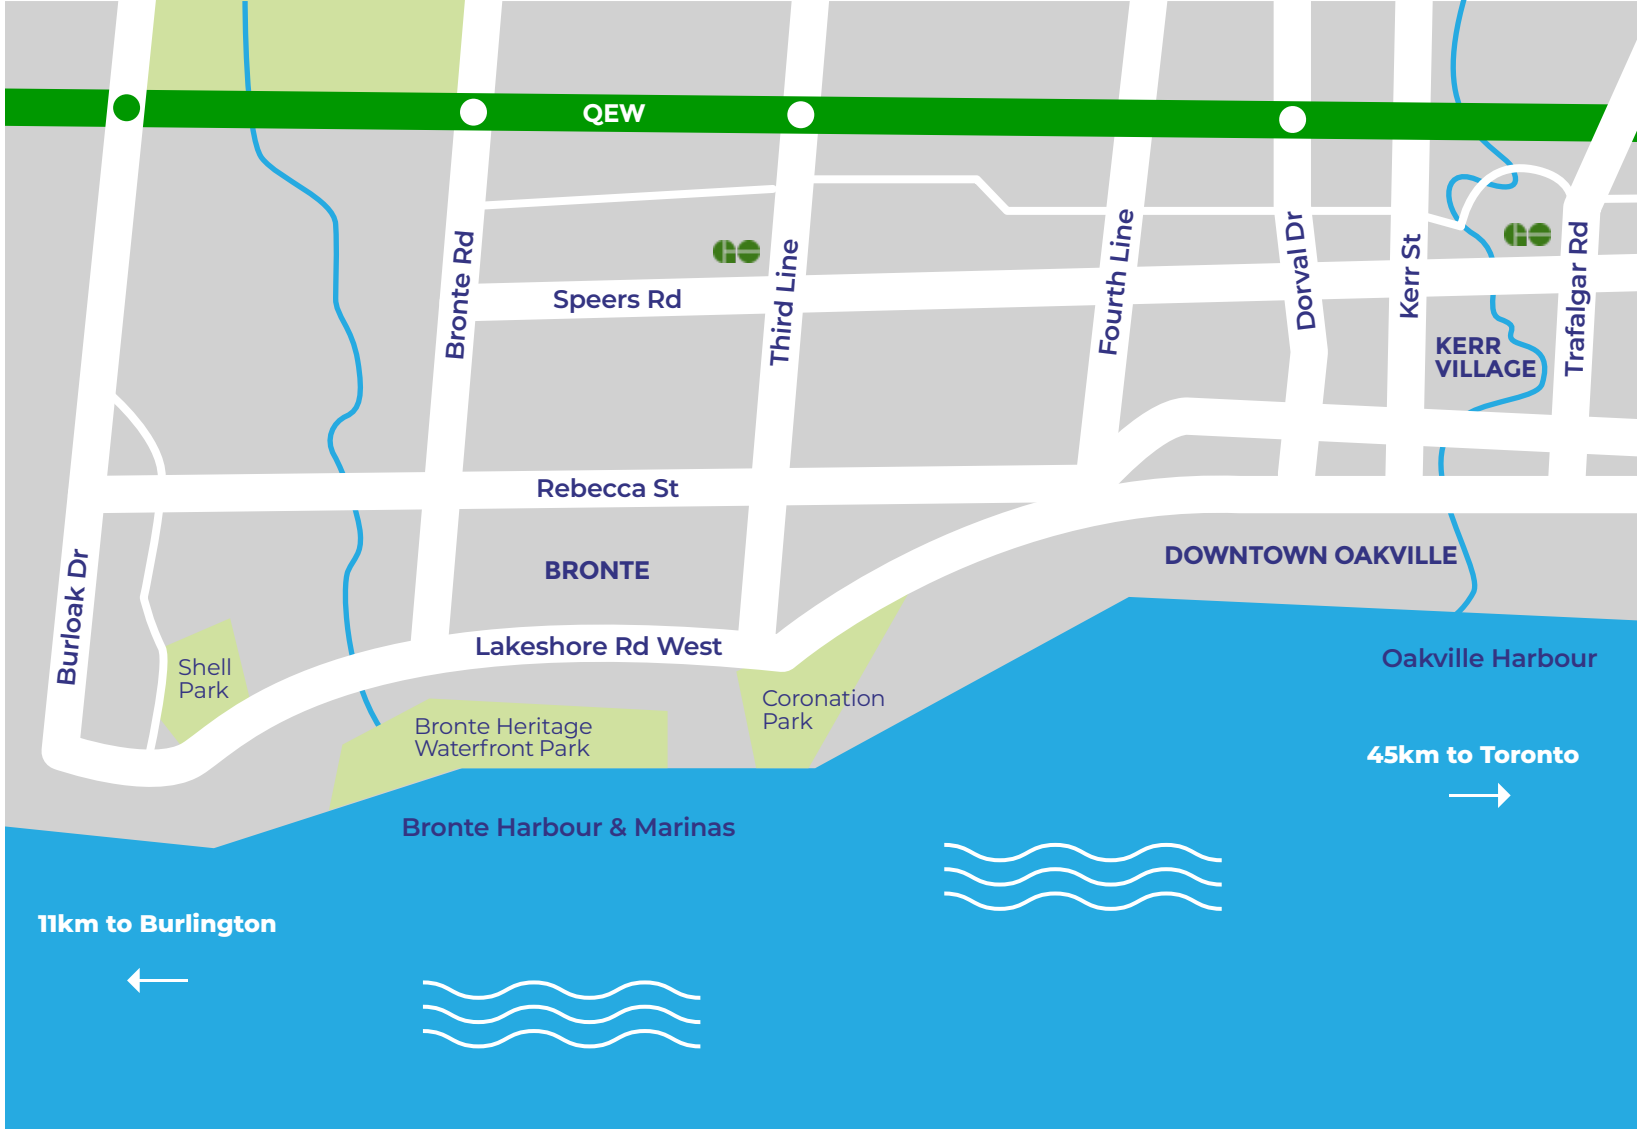 QEW
GO
GO
Bronte Rd
Third Line
Fourth Line
Dorval Dr
Kerr St
Trafalgar Rd
Speers Rd
KERR
VILLAGE
Rebecca St
BRONTE
DOWNTOWN OAKVILLE
Burloak Dr
Lakeshore Rd West
Shell
Park
Oakville Harbour
Coronation
Park
Bronte Heritage
Waterfront Park
45km to Toronto
Bronte Harbour & Marinas
11km to Burlington